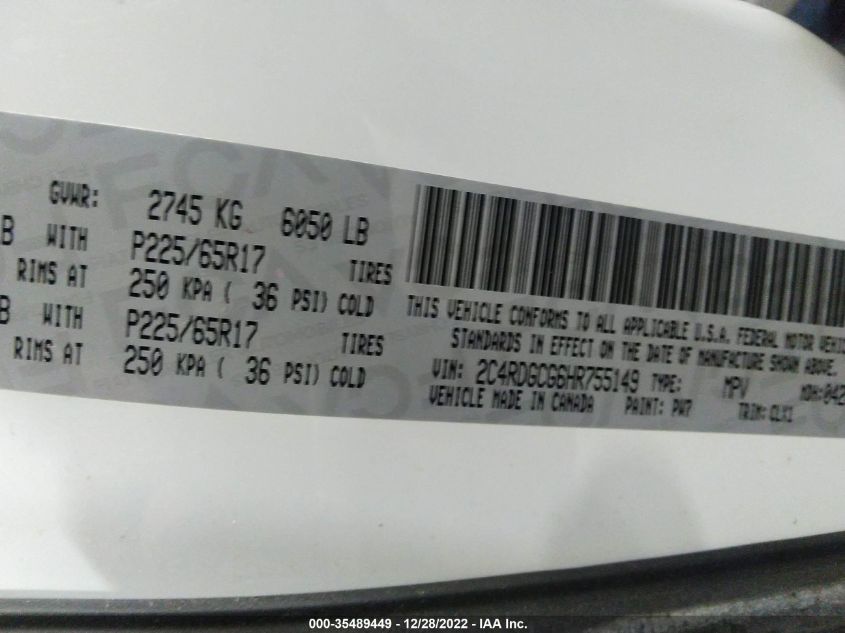 GVWR: 2745 KG 6050 LB
B WITH P225/65R17 TIRES
RIMS AT 250 KPA ( 36 PSI) COLD
B WITH P225/65R17 TIRES
RIMS AT 250 KPA ( 36 PSI) COLD
THIS VEHICLE CONFORMS TO ALL APPLICABLE U.S.A. FEDERAL MOTOR VEHIC
STANDARDS IN EFFECT ON THE DATE OF MANUFACTURE SHOWN ABOVE.
VIN: 2C4RDGCG6HR755149 TYPE: MPV MDH:042
VEHICLE MADE IN CANADA PAINT: PW7 TRIM: CLX1
000-35489449 - 12/28/2022 - IAA Inc.